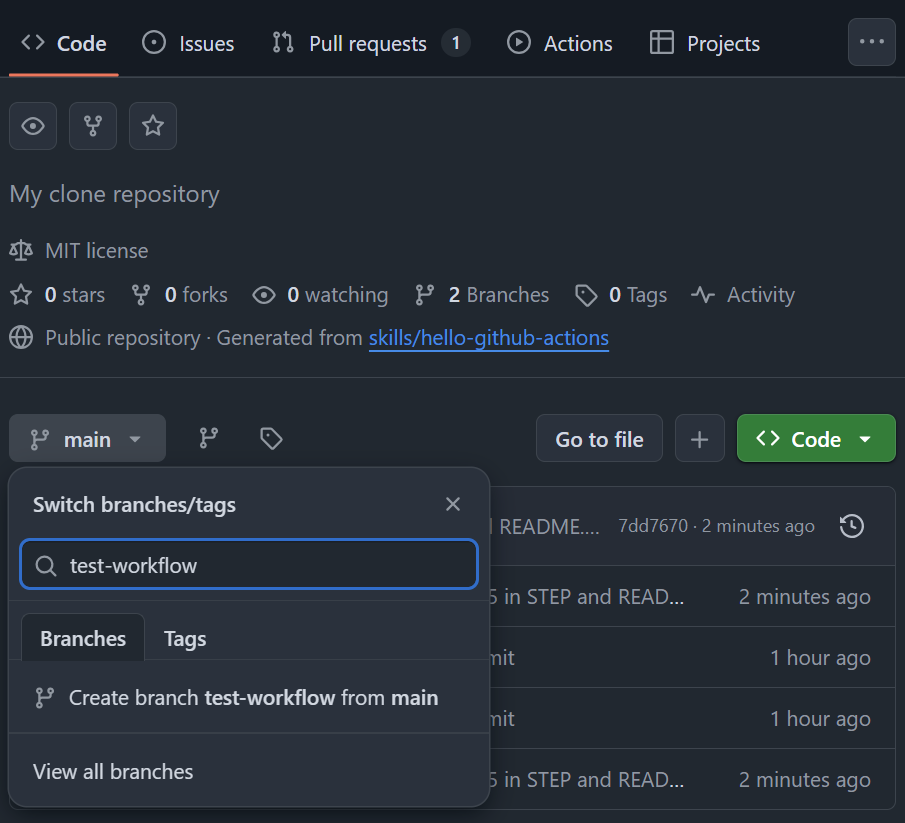 Code Issues Pull requests 1 Actions Projects
My clone repository
MIT license
0 stars 0 forks 0 watching 2 Branches 0 Tags Activity
Public repository · Generated from skills/hello-github-actions
main Go to file Code
Switch branches/tags
README.... 7dd7670 · 2 minutes ago
test-workflow
5 in STEP and READ... 2 minutes ago
Branches Tags
mit 1 hour ago
Create branch test-workflow from main
mit 1 hour ago
View all branches
5 in STEP and READ... 2 minutes ago